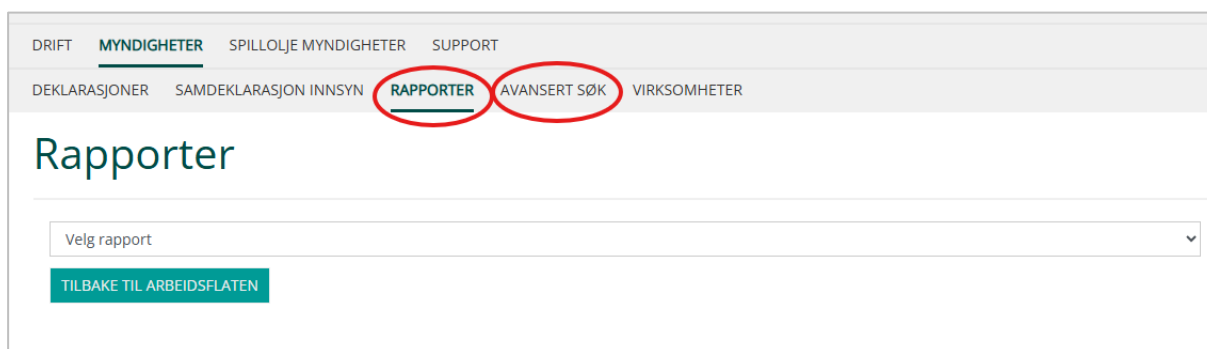 DRIFT MYNDIGHETER SPILLOLJE MYNDIGHETER SUPPORT
DEKLARASJONER SAMDEKLARASJON INNSYN RAPPORTER AVANSERT SØK VIRKSOMHETER
Rapporter
Velg rapport
TILBAKE TIL ARBEIDSFLATEN